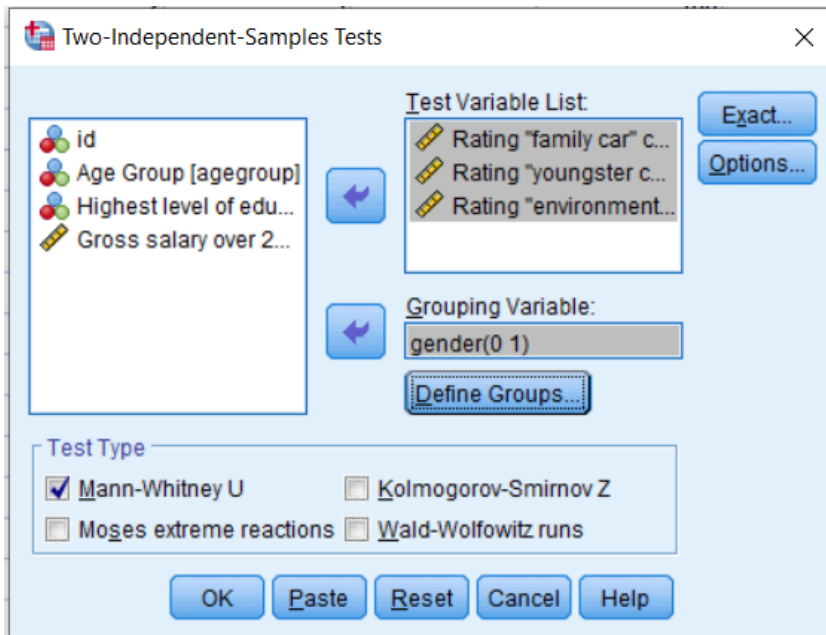 Two-Independent-Samples Tests
id
Age Group [agegroup]
Highest level of edu...
Gross salary over 2...
Test Variable List:
Rating "family car" c...
Rating "youngster c...
Rating "environment...
Grouping Variable:
gender(0 1)
Define Groups...
Exact...
Options...
Test Type
Mann-Whitney U
Kolmogorov-Smirnov Z
Moses extreme reactions
Wald-Wolfowitz runs
OK
Paste
Reset
Cancel
Help